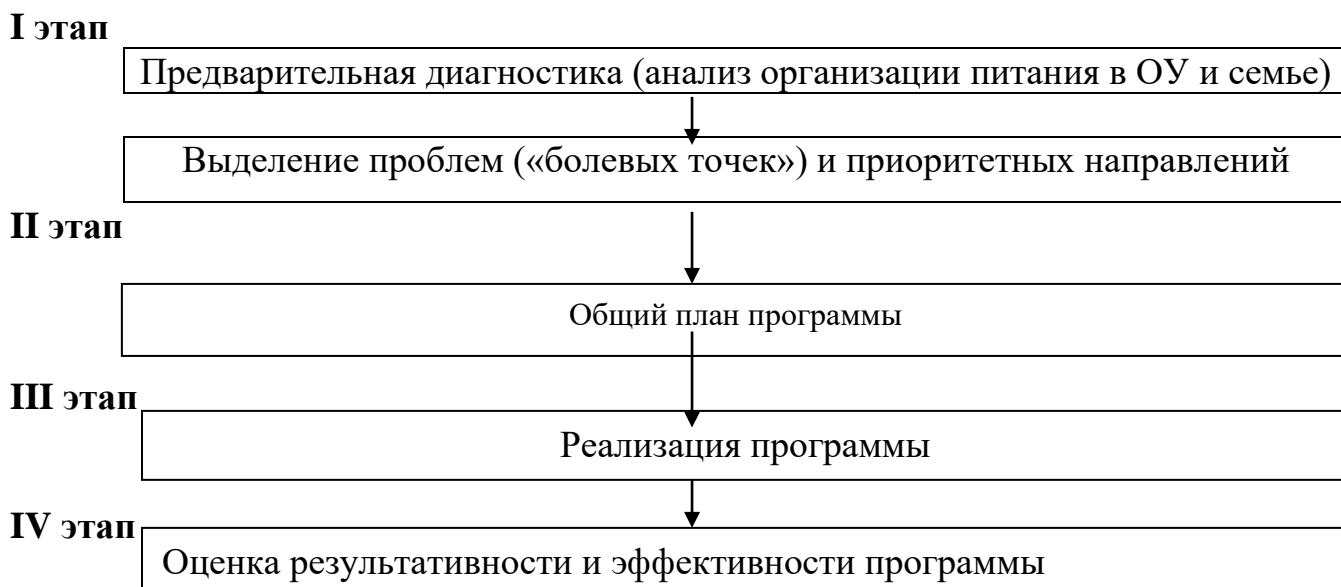 I этап
Предварительная диагностика (анализ организации питания в ОУ и семье)
Выделение проблем («болевых точек») и приоритетных направлений
II этап
Общий план программы
III этап
Реализация программы
IV этап
Оценка результативности и эффективности программы